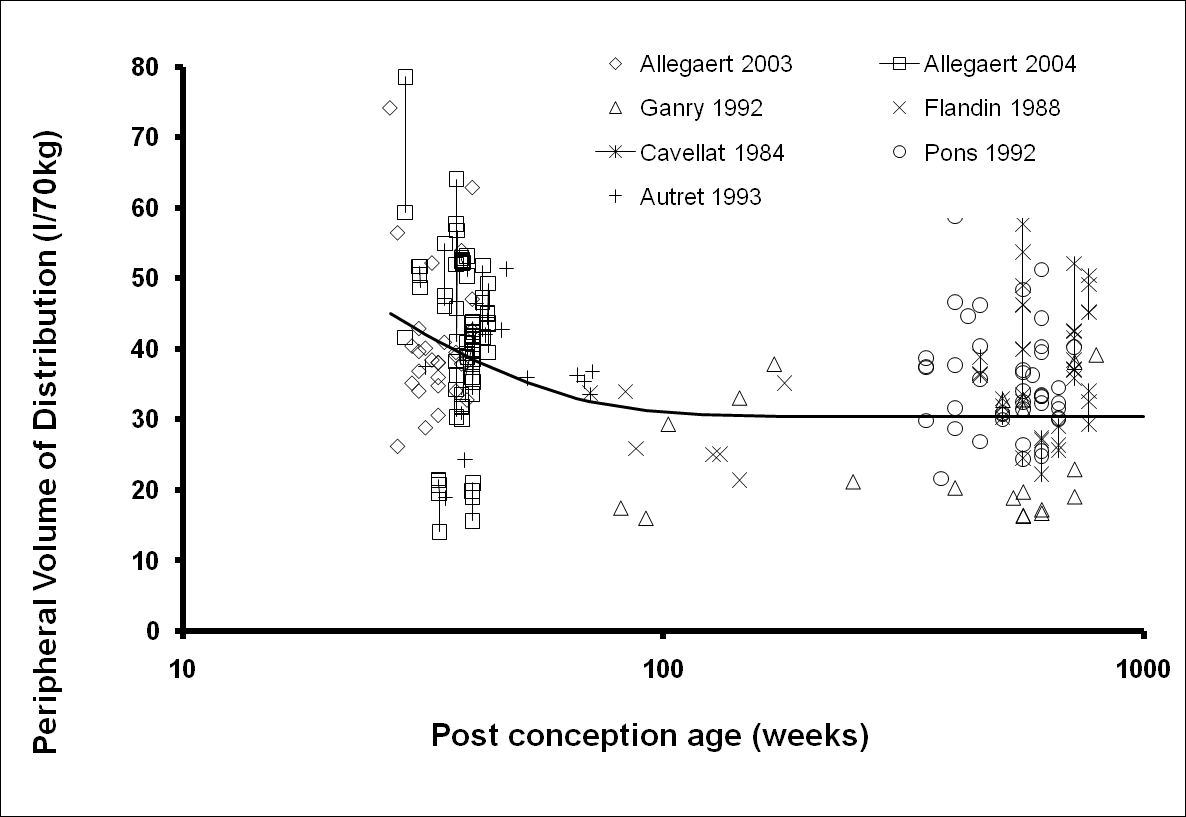 80
70
60
50
40
30
20
10
0
10 100 1000
Peripheral Volume of Distribution (l/70kg)
Post conception age (weeks)
Allegaert 2003 Allegaert 2004
Ganry 1992 Flandin 1988
Cavellat 1984 Pons 1992
Autret 1993